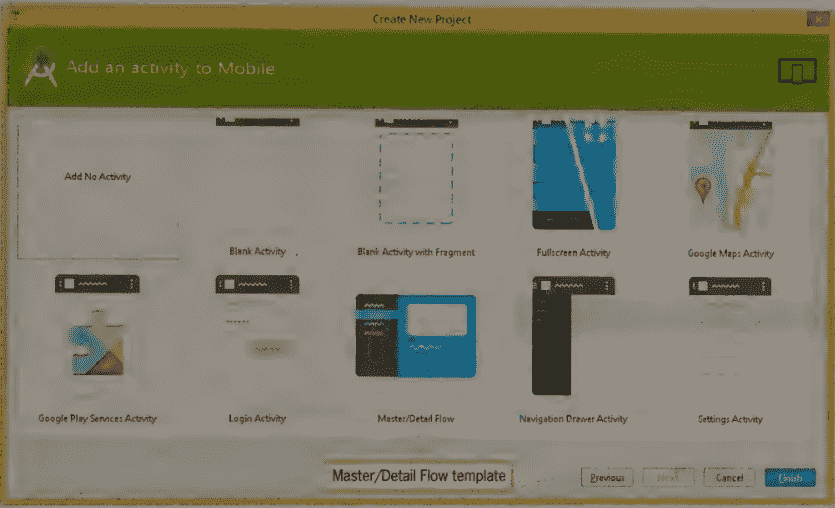 Create New Project
Add an activity to Mobile
Add No Activity
Blank Activity
Blank Activity with Fragment
Fullscreen Activity
Google Maps Activity
Google Play Services Activity
Login Activity
Master/Detail Flow
Navigation Drawer Activity
Settings Activity
Master/Detail Flow template
Previous
Next
Cancel
Finish